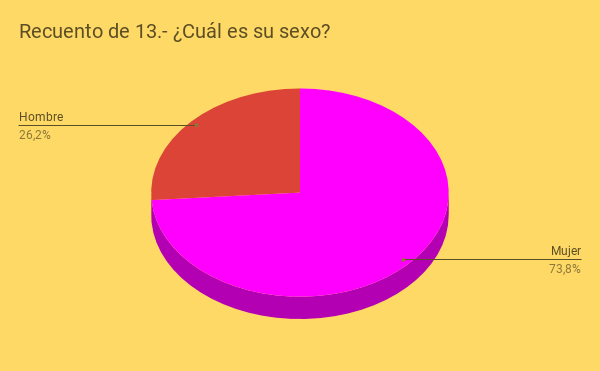 Recuento de 13.- ¿Cuál es su sexo?
Hombre
26,2%
Mujer
73,8%